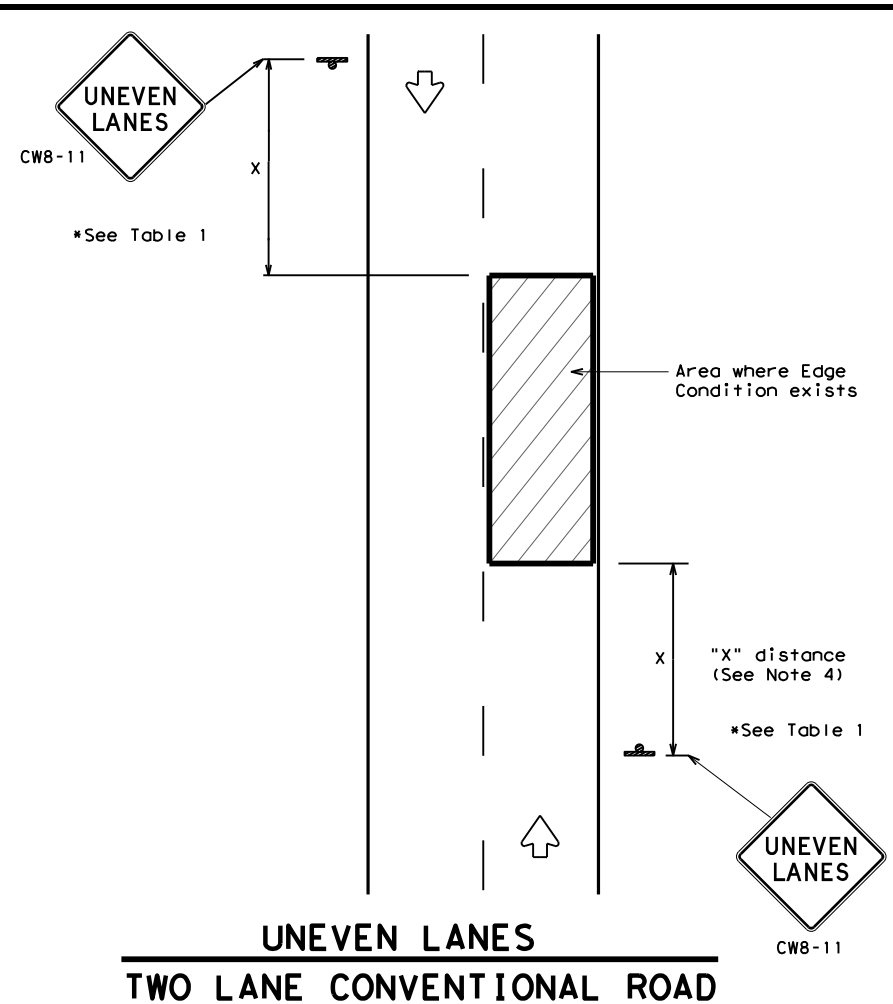 UNEVEN
LANES
CW8-11
X
*See Table 1
Area where Edge
Condition exists
X
"X" distance
(See Note 4)
*See Table 1
UNEVEN
LANES
CW8-11
UNEVEN LANES
TWO LANE CONVENTIONAL ROAD